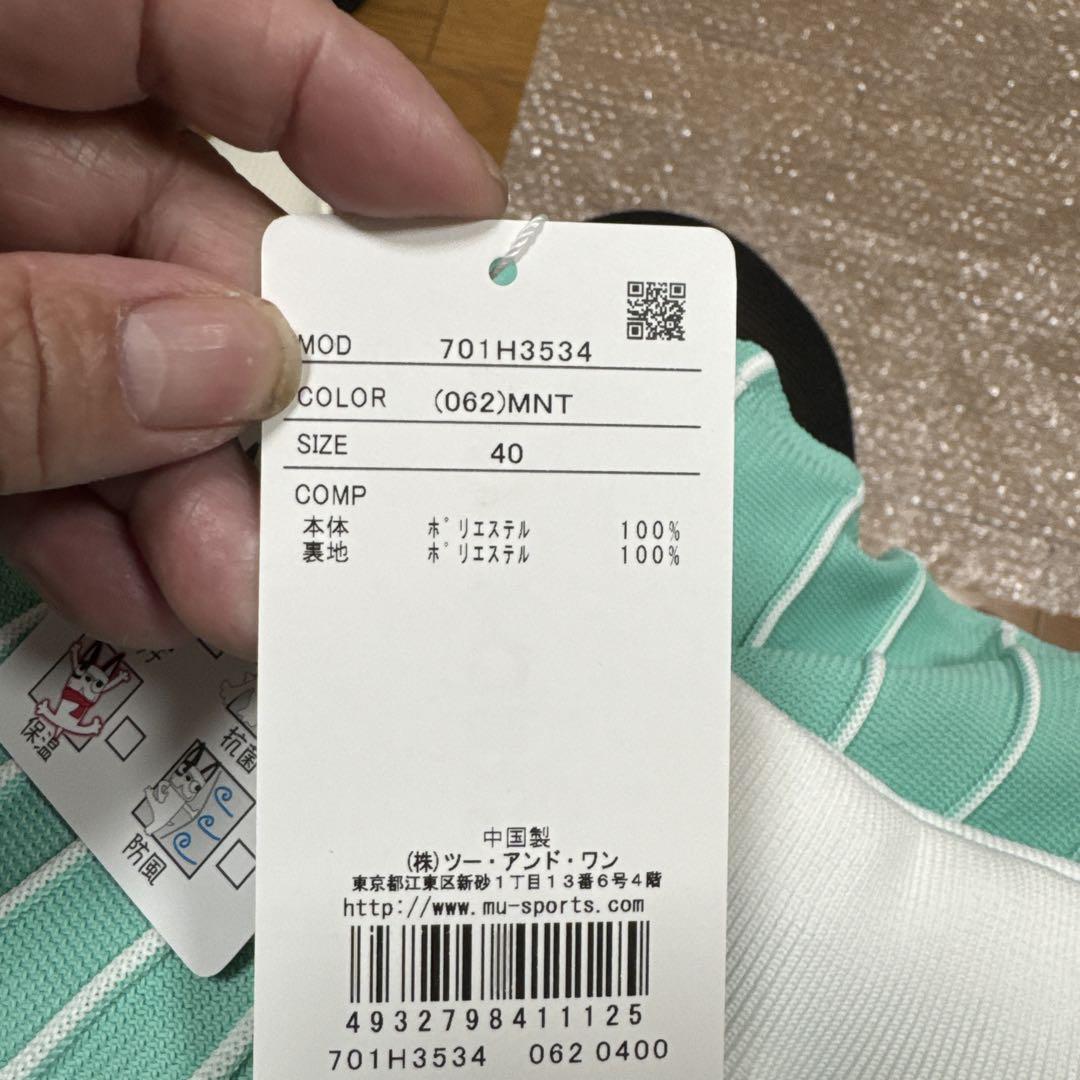 MOD 701H3534
COLOR (062)MNT
SIZE 40
COMP
本体 ポリエステル 100%
裏地 ポリエステル 100%
中国製
(株)ツー・アンド・ワン
東京都江東区新砂1丁目13番6号4階
http://www.mu-sports.com
4932798411125
701H3534 062 0400
保温
抗菌
防風